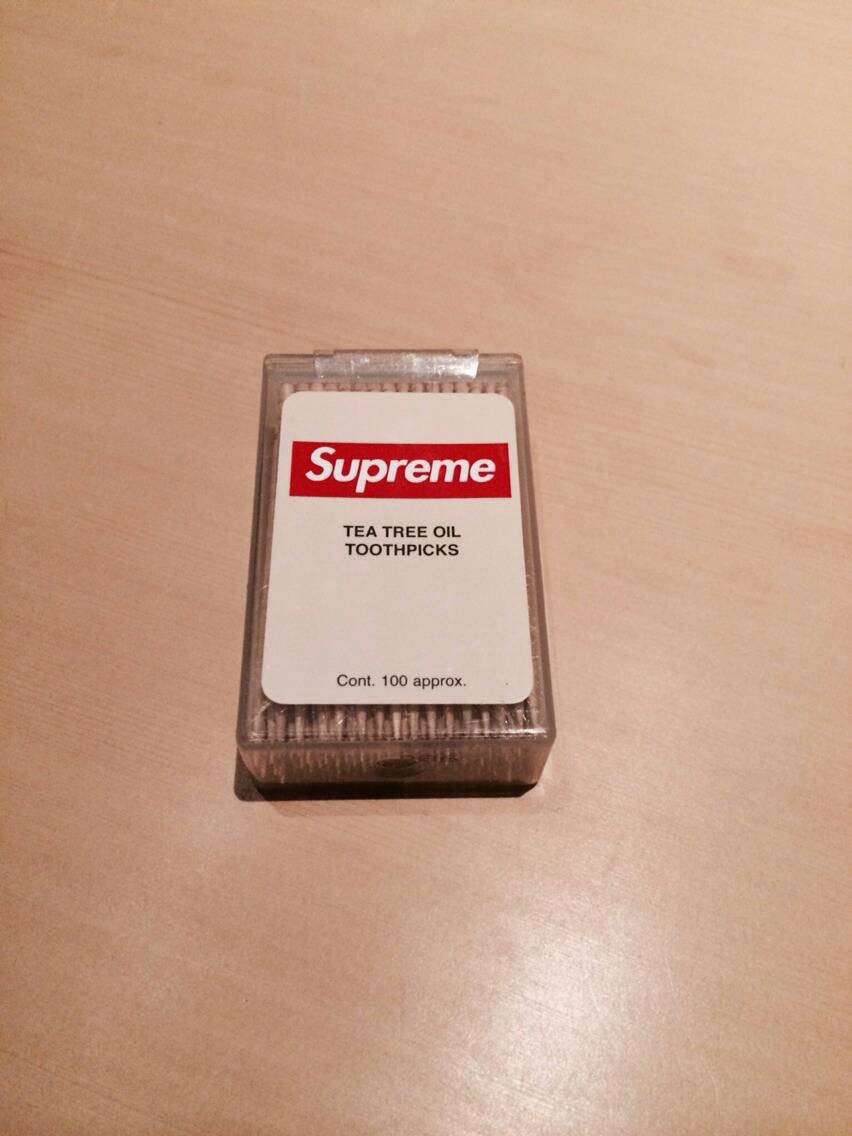 Supreme
TEA TREE OIL
TOOTHPICKS
Cont. 100 approx.